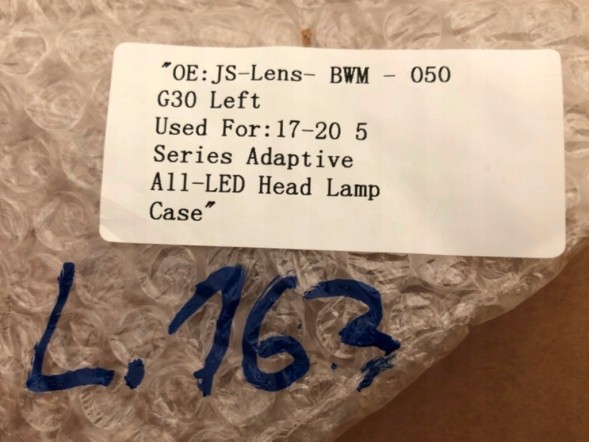 "OE:JS-Lens- BWM - 050
G30 Left
Used For:17-20 5
Series Adaptive
All-LED Head Lamp
Case"
L.163